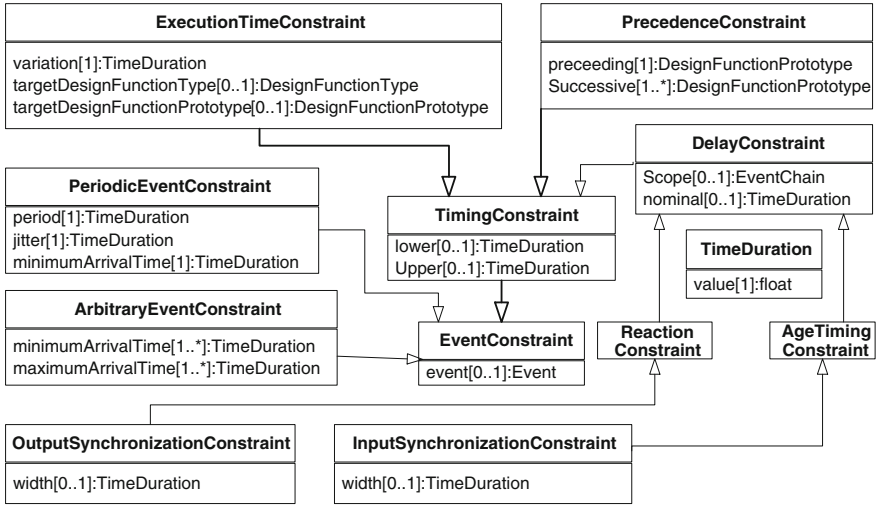 ExecutionTimeConstraint
variation[1]:TimeDuration
targetDesignFunctionType[0..1]:DesignFunctionType
targetDesignFunctionPrototype[0..1]:DesignFunctionPrototype
PrecedenceConstraint
preceeding[1]:DesignFunctionPrototype
Successive[1..*]:DesignFunctionPrototype
DelayConstraint
Scope[0..1]:EventChain
nominal[0..1]:TimeDuration
PeriodicEventConstraint
period[1]:TimeDuration
jitter[1]:TimeDuration
minimumArrivalTime[1]:TimeDuration
TimingConstraint
lower[0..1]:TimeDuration
Upper[0..1]:TimeDuration
TimeDuration
value[1]:float
ArbitraryEventConstraint
minimumArrivalTime[1..*]:TimeDuration
maximumArrivalTime[1..*]:TimeDuration
EventConstraint
event[0..1]:Event
Reaction
Constraint
AgeTiming
Constraint
OutputSynchronizationConstraint
width[0..1]:TimeDuration
InputSynchronizationConstraint
width[0..1]:TimeDuration